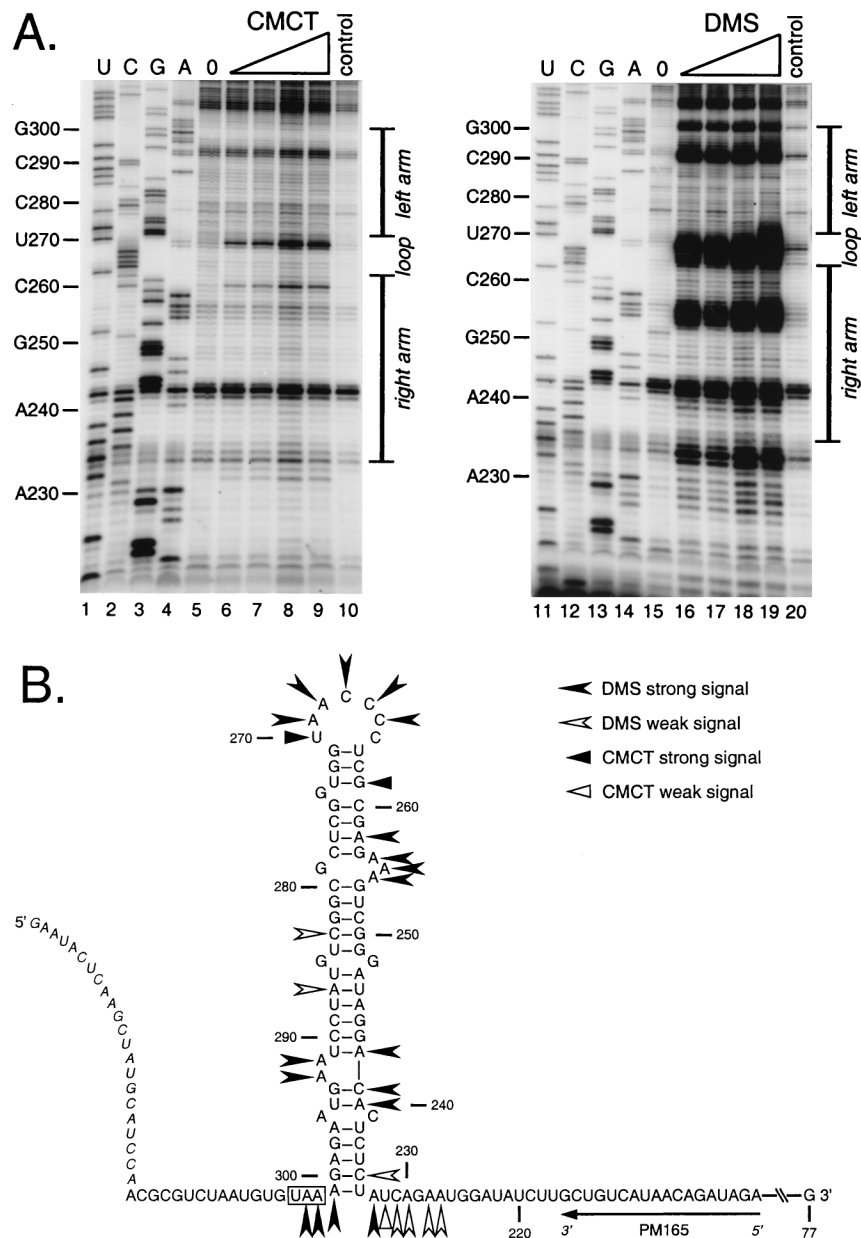 A.
CMCT
control
U C G A 0
G300
C290
C280
U270
C260
G250
A240
A230
left arm
loop
right arm
1 2 3 4 5 6 7 8 9 10
DMS
control
U C G A 0
G300
C290
C280
U270
C260
G250
A240
A230
left arm
loop
right arm
11 12 13 14 15 16 17 18 19 20
B.
DMS strong signal
DMS weak signal
CMCT strong signal
CMCT weak signal
270
260
280
250
290
240
300
230
5' GAAUACUCAAGCUAUGCAUCCA
ACGCGUCUAAUGUG UAA
A–U
AUCAGAAUGGAUAUCUUGCUGUCAUAACAGAUAGA
G 3'
220
3' PM165 5'
77